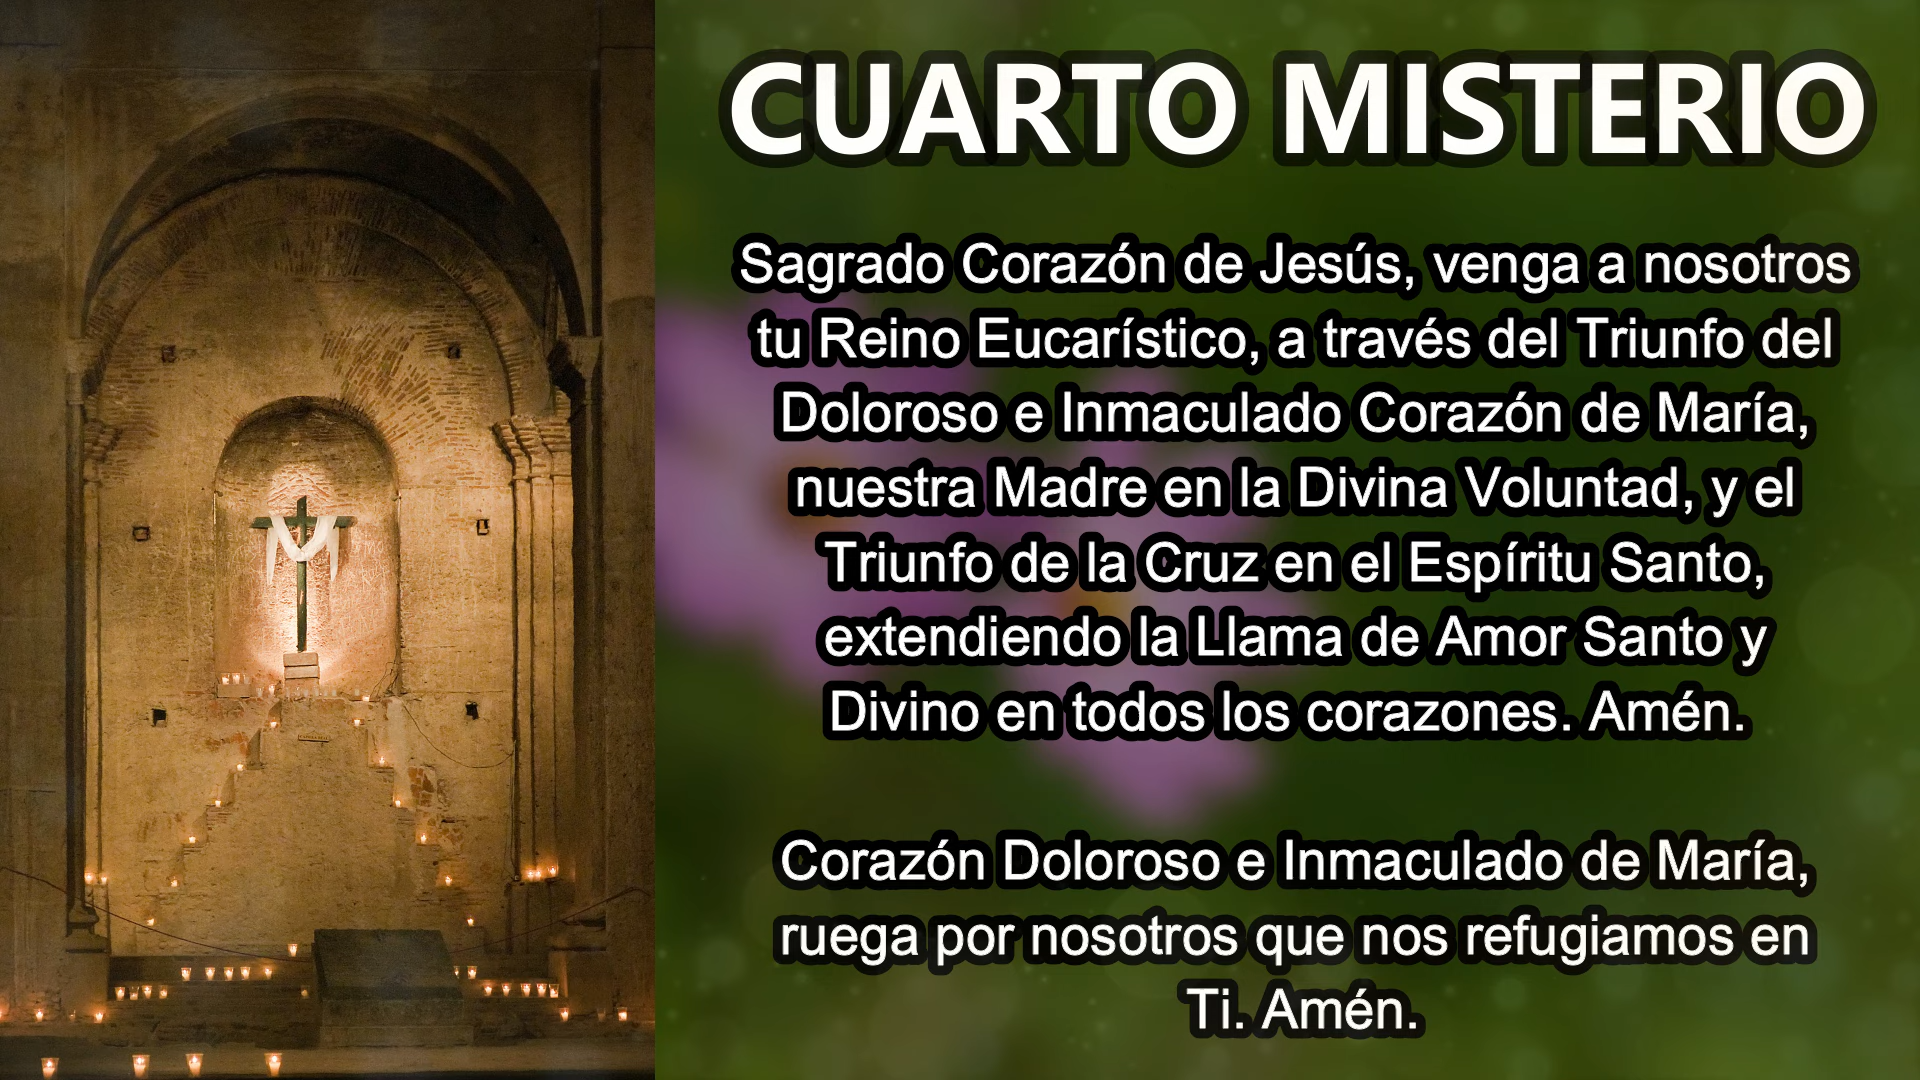 CUARTO MISTERIO
Sagrado Corazón de Jesús, venga a nosotros
tu Reino Eucarístico, a través del Triunfo del
Doloroso e Inmaculado Corazón de María,
nuestra Madre en la Divina Voluntad, y el
Triunfo de la Cruz en el Espíritu Santo,
extendiendo la Llama de Amor Santo y
Divino en todos los corazones. Amén.
Corazón Doloroso e Inmaculado de María,
ruega por nosotros que nos refugiamos en
Ti. Amén.